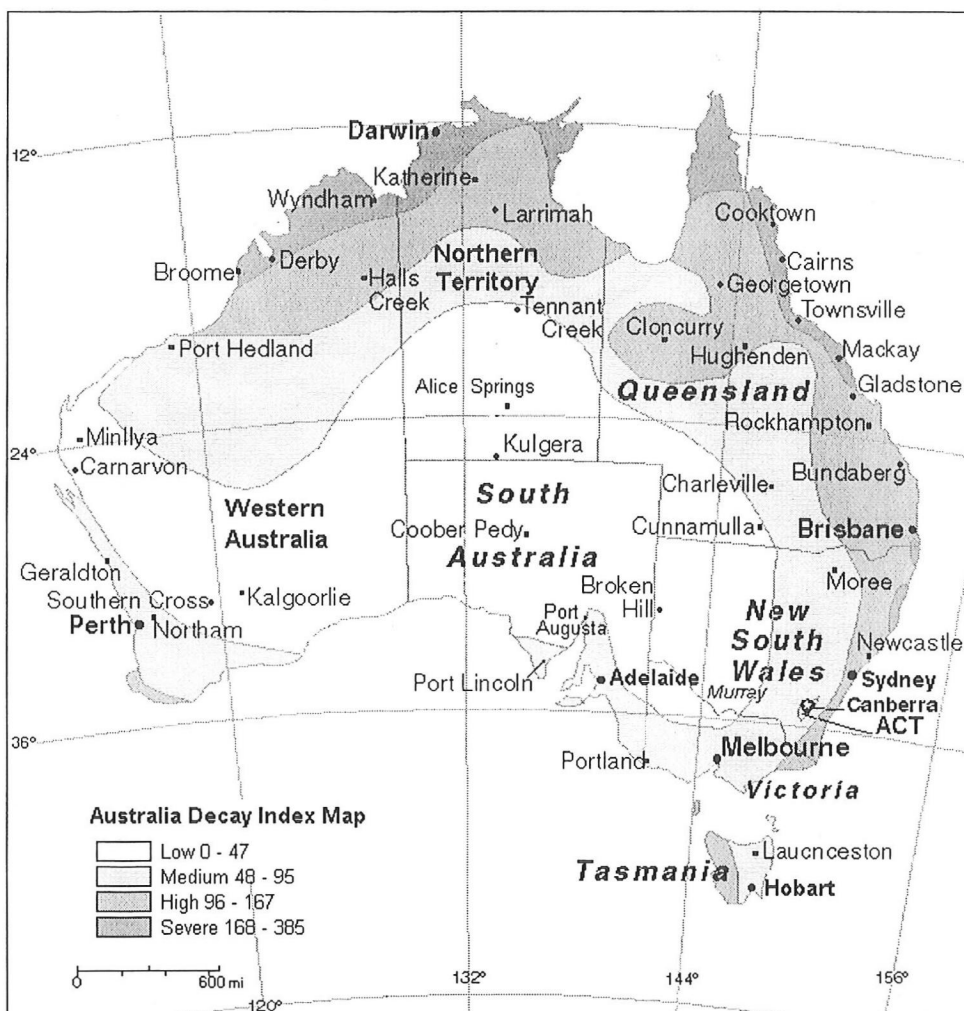 Darwin
12°
Katherine
Wyndham
Larrimah
Cooktown
Northern
Territory
Broome
Derby
Halls
Creek
Cairns
Georgetown
Tennant
Creek
Townsville
Cloncurry
Port Hedland
Hughenden
Mackay
Alice Springs
Queensland
Gladstone
Rockhampton
Minllya
24°
Kulgera
Carnarvon
Bundaberg
Charleville
South
Australia
Western
Australia
Coober Pedy
Cunnamulla
Brisbane
Geraldton
Moree
Broken
Hill
Southern Cross
Kalgoorlie
Port
Augusta
New
South
Wales
Perth
Northam
Newcastle
Port Lincoln
Adelaide
Murray
Sydney
Canberra
ACT
36°
Portland
Melbourne
Victoria
Australia Decay Index Map
Low 0 - 47
Medium 48 - 95
High 96 - 167
Severe 168 - 385
Tasmania
Laucnceston
Hobart
0 600 mi
120°
132°
144°
156°